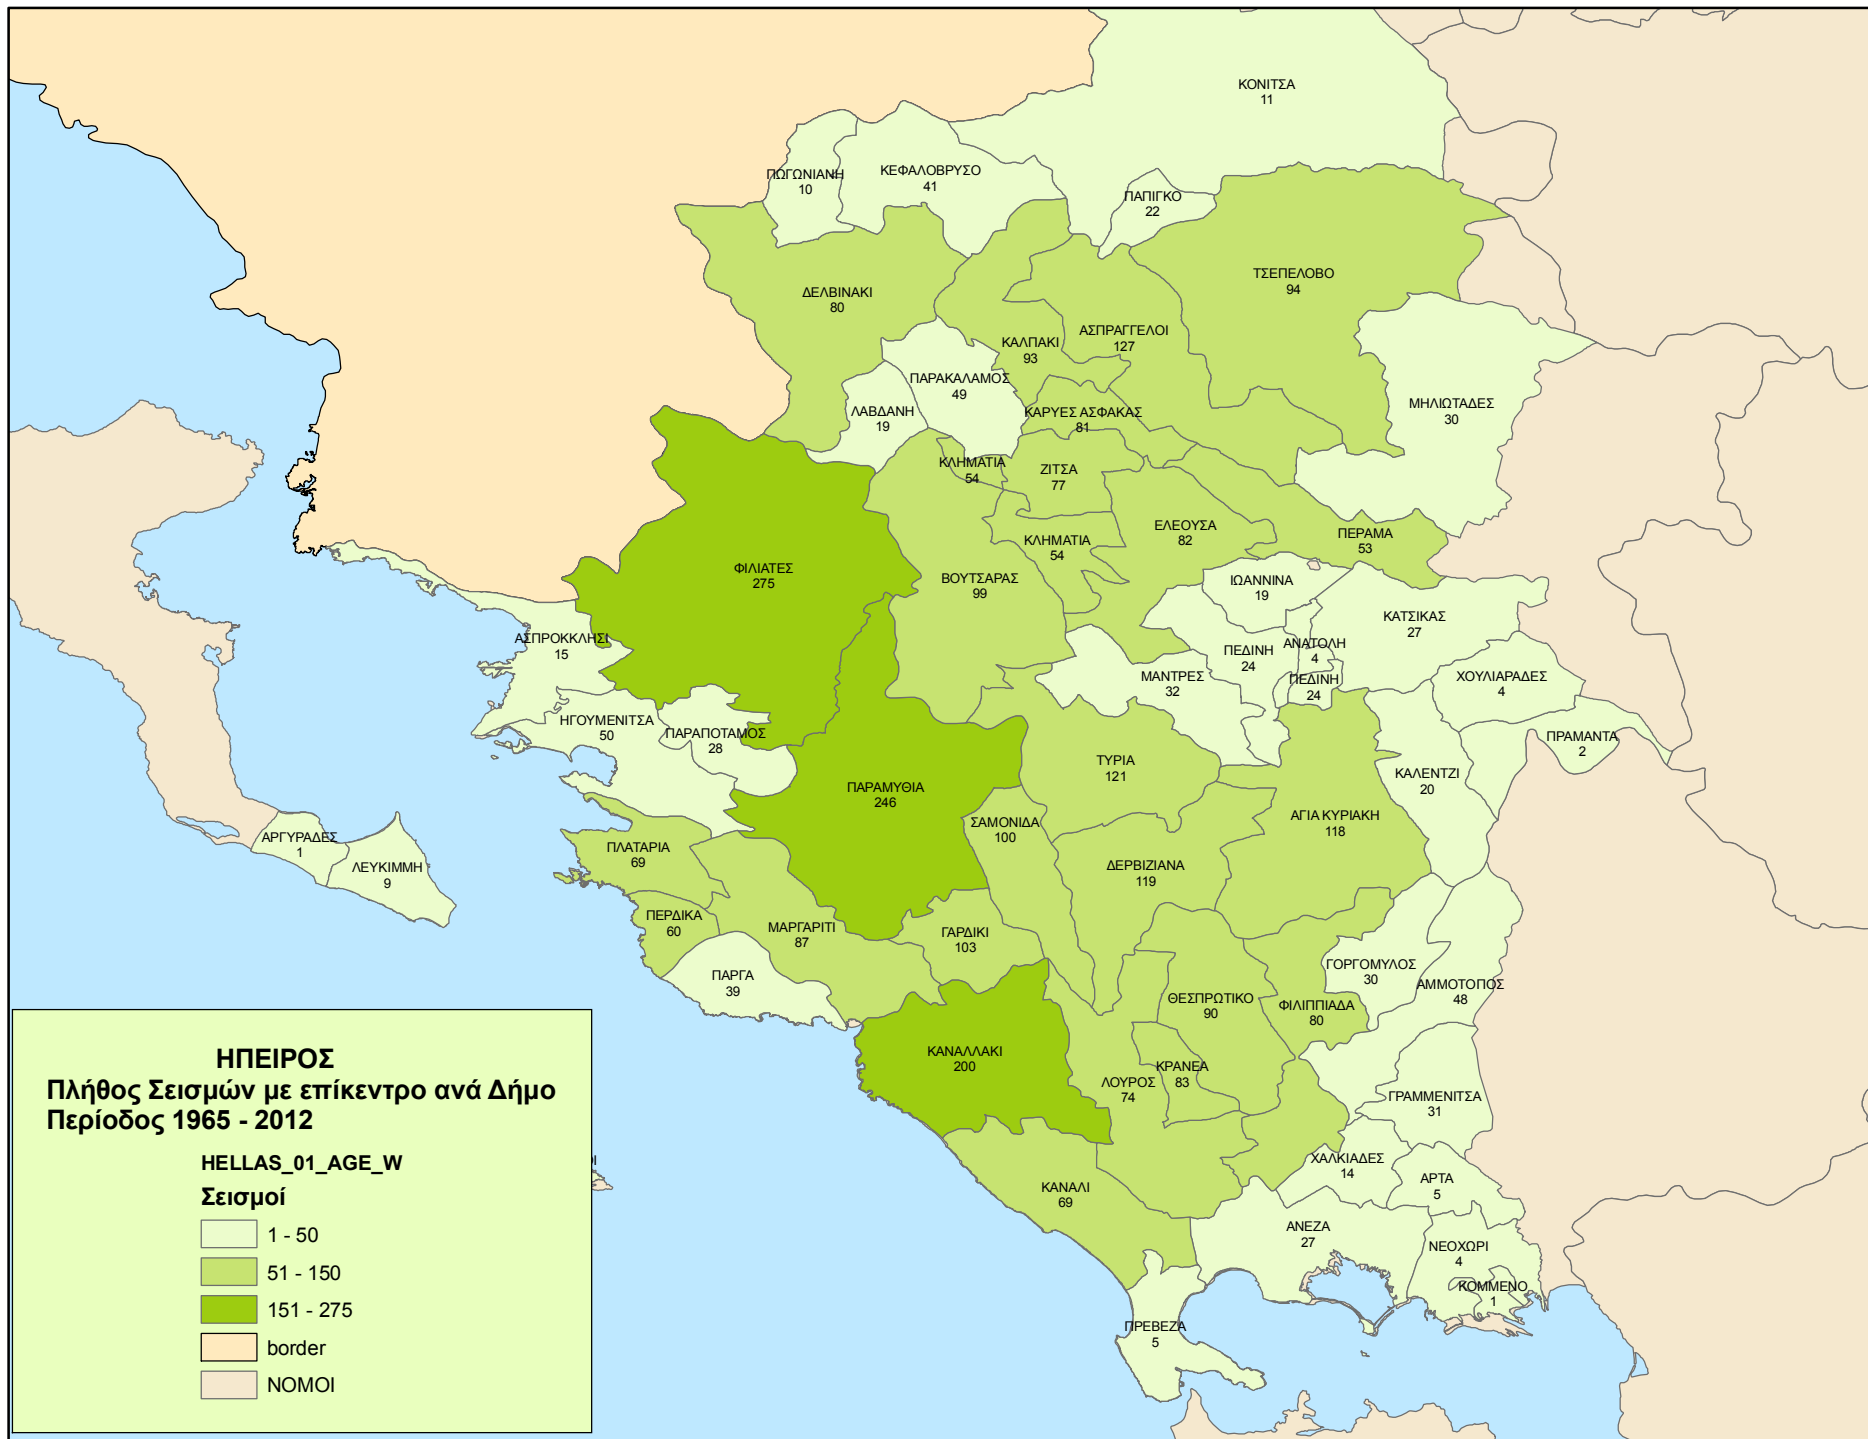 ΚΟΝΙΤΣΑ
11
ΠΩΓΩΝΙΑΝΗ
10
ΚΕΦΑΛΟΒΡΥΣΟ
41
ΠΑΠΙΓΚΟ
22
ΤΣΕΠΕΛΟΒΟ
94
ΔΕΛΒΙΝΑΚΙ
80
ΑΣΠΡΑΓΓΕΛΟΙ
127
ΚΑΛΠΑΚΙ
93
ΠΑΡΑΚΑΛΑΜΟΣ
49
ΛΑΒΔΑΝΗ
19
ΚΑΡΥΕΣ ΑΣΦΑΚΑΣ
81
ΜΗΛΙΩΤΑΔΕΣ
30
ΚΛΗΜΑΤΙΑ
54
ΖΙΤΣΑ
77
ΕΛΕΟΥΣΑ
82
ΠΕΡΑΜΑ
53
ΚΛΗΜΑΤΙΑ
54
ΦΙΛΙΑΤΕΣ
275
ΒΟΥΤΣΑΡΑΣ
99
ΙΩΑΝΝΙΝΑ
19
ΚΑΤΣΙΚΑΣ
27
ΑΣΠΡΟΚΚΛΗΣΙ
15
ΑΝΑΤΟΛΗ
4
ΠΕΔΙΝΗ
24
ΜΑΝΤΡΕΣ
32
ΠΕΔΙΝΗ
24
ΧΟΥΛΙΑΡΑΔΕΣ
4
ΗΓΟΥΜΕΝΙΤΣΑ
50
ΠΑΡΑΠΟΤΑΜΟΣ
28
ΠΡΑΜΑΝΤΑ
2
ΤΥΡΙΑ
121
ΚΑΛΕΝΤΖΙ
20
ΠΑΡΑΜΥΘΙΑ
246
ΑΓΙΑ ΚΥΡΙΑΚΗ
118
ΣΑΜΟΝΙΔΑ
100
ΑΡΓΥΡΑΔΕΣ
1
ΛΕΥΚΙΜΜΗ
9
ΠΛΑΤΑΡΙΑ
69
ΔΕΡΒΙΖΙΑΝΑ
119
ΠΕΡΔΙΚΑ
60
ΜΑΡΓΑΡΙΤΙ
87
ΓΑΡΔΙΚΙ
103
ΠΑΡΓΑ
39
ΓΟΡΓΟΜΥΛΟΣ
30
ΑΜΜΟΤΟΠΟΣ
48
ΘΕΣΠΡΩΤΙΚΟ
90
ΦΙΛΙΠΠΙΑΔΑ
80
ΚΑΝΑΛΛΑΚΙ
200
ΚΡΑΝΕΑ
83
ΛΟΥΡΟΣ
74
ΓΡΑΜΜΕΝΙΤΣΑ
31
ΧΑΛΚΙΑΔΕΣ
14
ΑΡΤΑ
5
ΚΑΝΑΛΙ
69
ΑΝΕΖΑ
27
ΝΕΟΧΩΡΙ
4
ΚΟΜΜΕΝΟ
1
ΠΡΕΒΕΖΑ
5
ΗΠΕΙΡΟΣ
Πλήθος Σεισμών με επίκεντρο ανά Δήμο
Περίοδος 1965 - 2012
HELLAS_01_AGE_W
Σεισμοί
1 - 50
51 - 150
151 - 275
border
ΝΟΜΟΙ